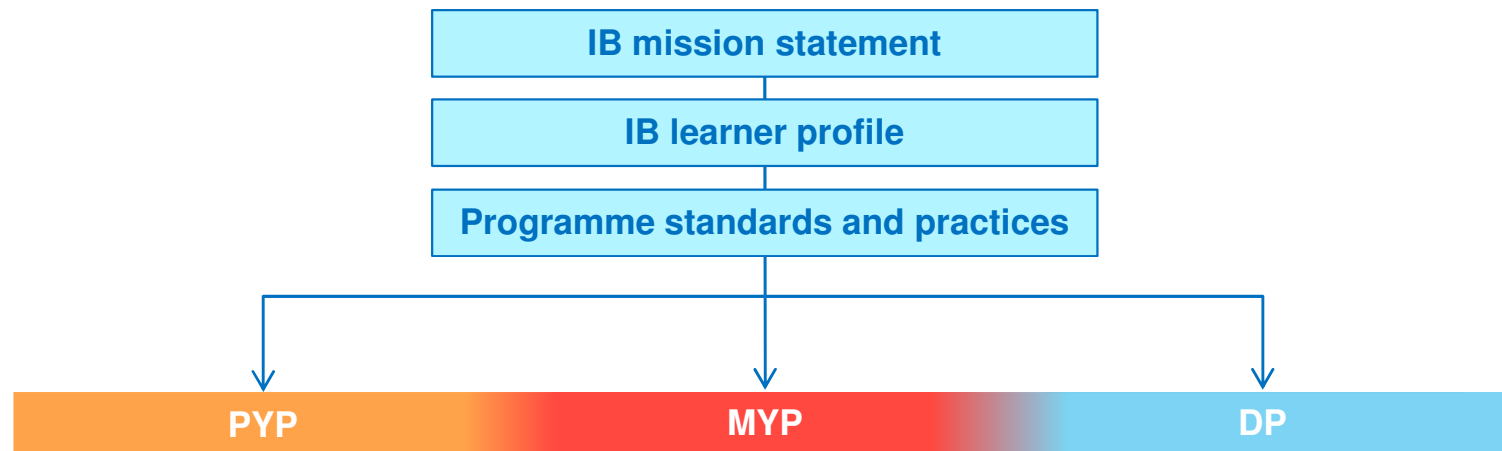 IB mission statement
IB learner profile
Programme standards and practices
PYP
MYP
DP